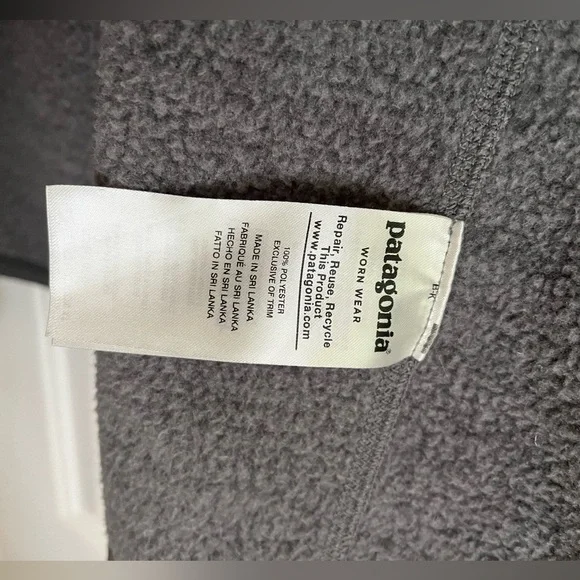 patagonia®
WORN WEAR
Repair, Reuse, Recycle
This Product
www.patagonia.com
100% POLYESTER
EXCLUSIVE OF TRIM
MADE IN SRI LANKA
FABRIQUÉ AU SRI LANKA
HECHO EN SRI LANKA
FATTO IN SRI LANKA